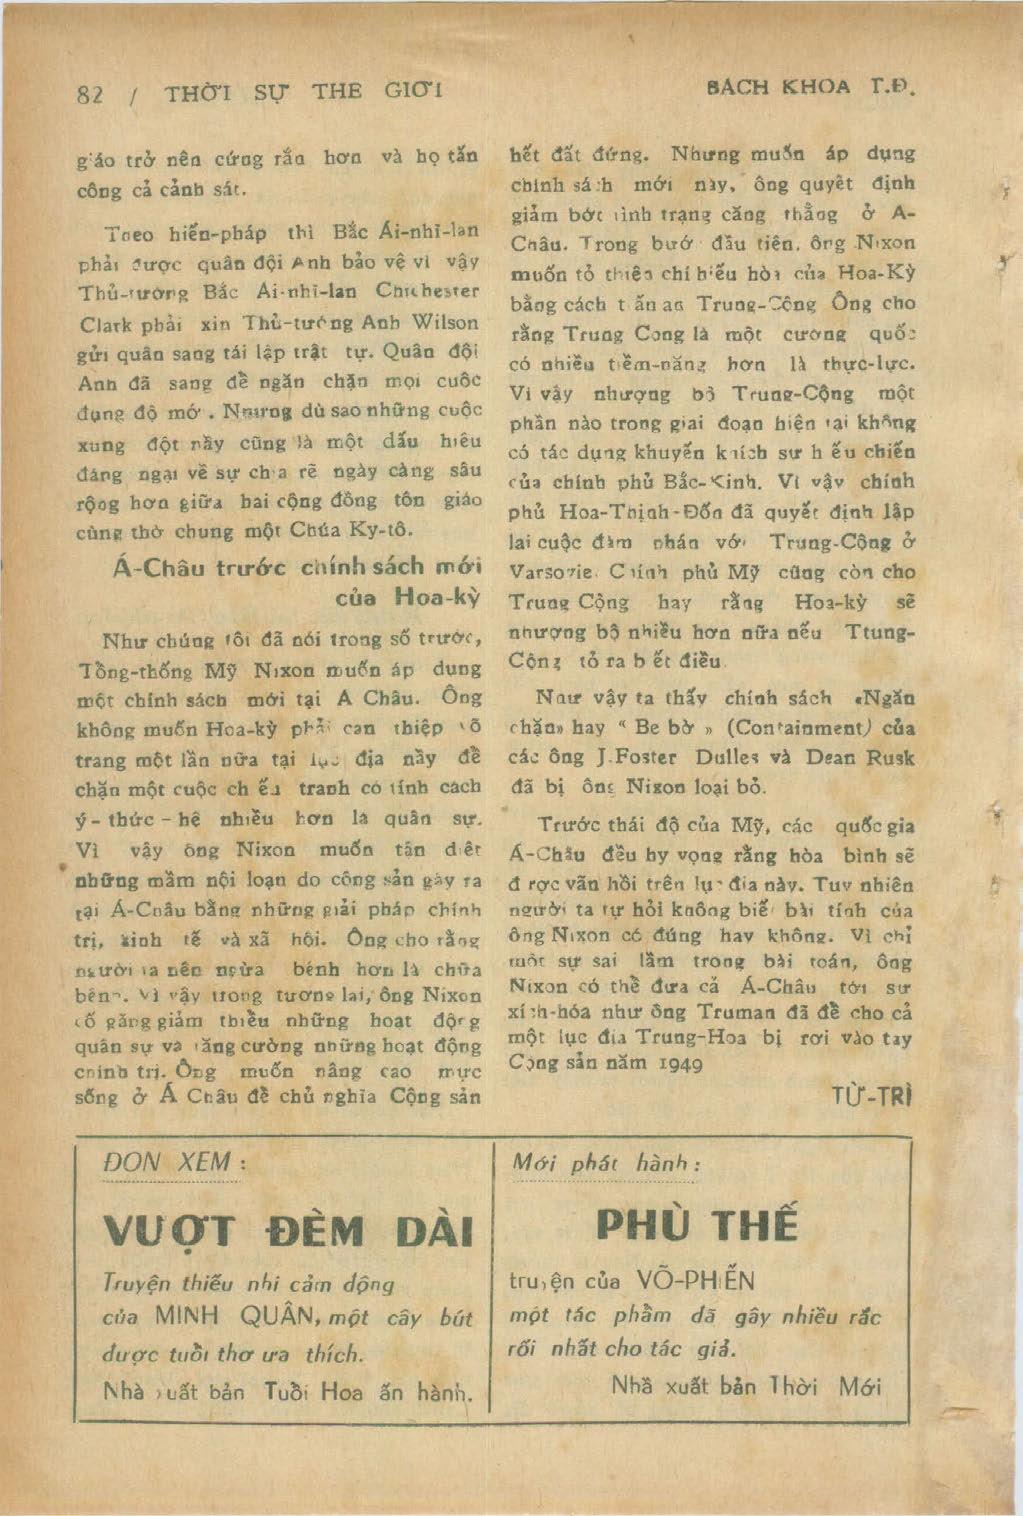 82 / THỜI SỰ THẾ GIỚI
BÁCH KHOA T.Đ.
giáo trở nên cứng rắn hơn và họ tấn
công cả cảnh sát.
Theo hiến-pháp thì Bắc Ái-nhĩ-lan
phải được quân đội Anh bảo vệ vì vậy
Thủ-tướng Bắc Ai-nhĩ-lan Chichester
Clark phải xin Thủ-tướng Anh Wilson
gửi quân sang tái lập trật tự. Quân đội
Anh đã sang để ngăn chặn mọi cuộc
đụng độ mới. Nhưng dù sao những cuộc
xung đột nầy cũng là một dấu hiệu
đáng ngại về sự chia rẽ ngày càng sâu
rộng hơn giữa hai cộng đồng tôn giáo
cùng thờ chung một Chúa Ky-tô.
Á-Châu trước chính sách mới
của Hoa-kỳ
Như chúng tôi đã nói trong số trước,
Tổng-thống Mỹ Nixon muốn áp dụng
một chính sách mới tại A Châu. Ông
không muốn Hoa-kỳ phải can thiệp võ
trang một lần nữa tại lục địa nầy để
chặn một cuộc chiến tranh có tính cách
ý-thức-hệ nhiều hơn là quân sự.
Vì vậy ông Nixon muốn tận diệt
những mầm nội loạn do cộng sản gây ra
tại Á-Châu bằng những giải pháp chính
trị, kinh tế và xã hội. Ông cho rằng
người ta nên ngừa bệnh hơn là chữa
bệnh. Vì vậy trong tương lai, ông Nixon
cố gắng giảm thiểu những hoạt động
quân sự và tăng cường những hoạt động
chính trị. Ông muốn nâng cao mực
sống ở Á Châu để chủ nghĩa Cộng sản
hết đất đứng. Nhưng muốn áp dụng
chính sách mới này, ông quyết định
giảm bớt tình trạng căng thẳng ở A-
Châu. Trong bước đầu tiên, ông Nixon
muốn tỏ thiện chí hiếu hòa của Hoa-Kỳ
bằng cách tấn an Trung-Cộng Ông cho
rằng Trung Cộng là một cường quốc
có nhiều tiềm-năng hơn là thực-lực.
Vì vậy nhượng bộ Trung-Cộng một
phần nào trong giai đoạn hiện tại không
có tác dụng khuyến khích sự hiếu chiến
của chính phủ Bắc-Kinh. Vì vậy chính
phủ Hoa-Thịnh-Đốn đã quyết định lập
lại cuộc đàm phán với Trung-Cộng ở
Varsovie. Chính phủ Mỹ cũng còn cho
Trung Cộng hay rằng Hoa-kỳ sẽ
nhượng bộ nhiều hơn nữa nếu Ttung-
Cộng tỏ ra biết điều.
Như vậy ta thấy chính sách «Ngăn
chặn» hay “ Be bờ » (Containment) của
các ông J.Foster Dulles và Dean Rusk
đã bị ông Nixon loại bỏ.
Trước thái độ của Mỹ, các quốc gia
Á-Châu đều hy vọng rằng hòa bình sẽ
được vãn hồi trên lục địa này. Tuy nhiên
người ta tự hỏi không biết bài tính của
ông Nixon có đúng hay không. Vì chỉ
một sự sai lầm trong bài toán, ông
Nixon có thể đưa cả Á-Châu tới sự
xích-hóa như ông Truman đã để cho cả
một lục địa Trung-Hoa bị rơi vào tay
Cộng sản năm 1949
TỪ-TRÌ
ĐON XEM :
VƯỢT ĐÈM DÀI
Truyện thiếu nhi cảm động
của MINH QUÂN, một cây bút
được tuổi thơ ưa thích.
Nhà xuất bản Tuổi Hoa ấn hành.
Mới phát hành :
PHÙ THẾ
truyện của VÕ-PHIẾN
một tác phẩm đã gây nhiều rắc
rối nhất cho tác giả.
Nhà xuất bản Thời Mới